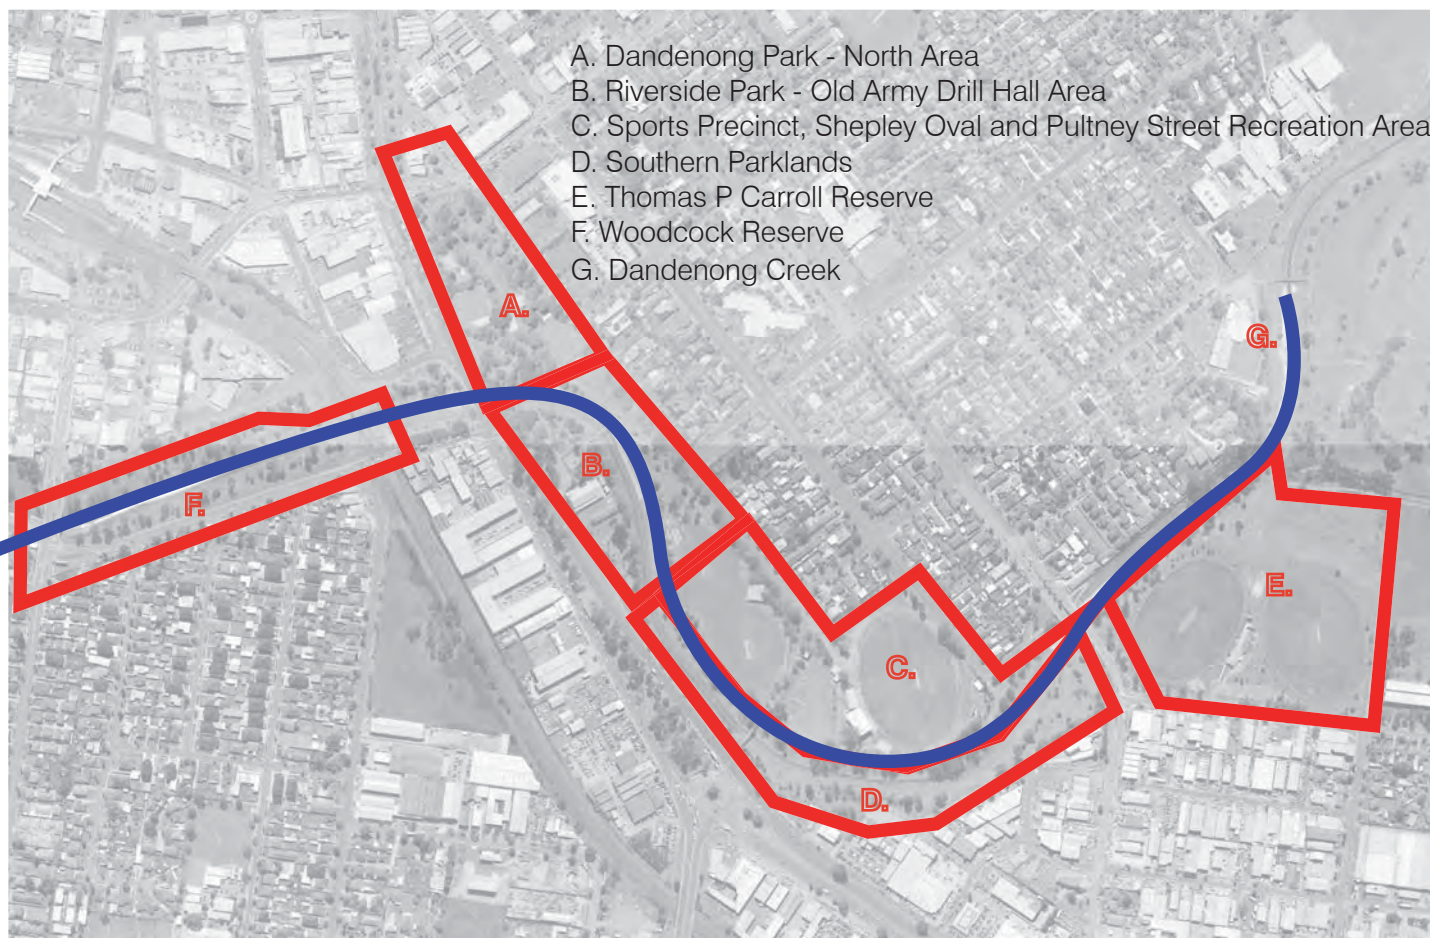 A. Dandenong Park - North Area
B. Riverside Park - Old Army Drill Hall Area
C. Sports Precinct, Shepley Oval and Pultney Street Recreation Area
D. Southern Parklands
E. Thomas P Carroll Reserve
F. Woodcock Reserve
G. Dandenong Creek
A.
G.
B.
F.
E.
C.
D.